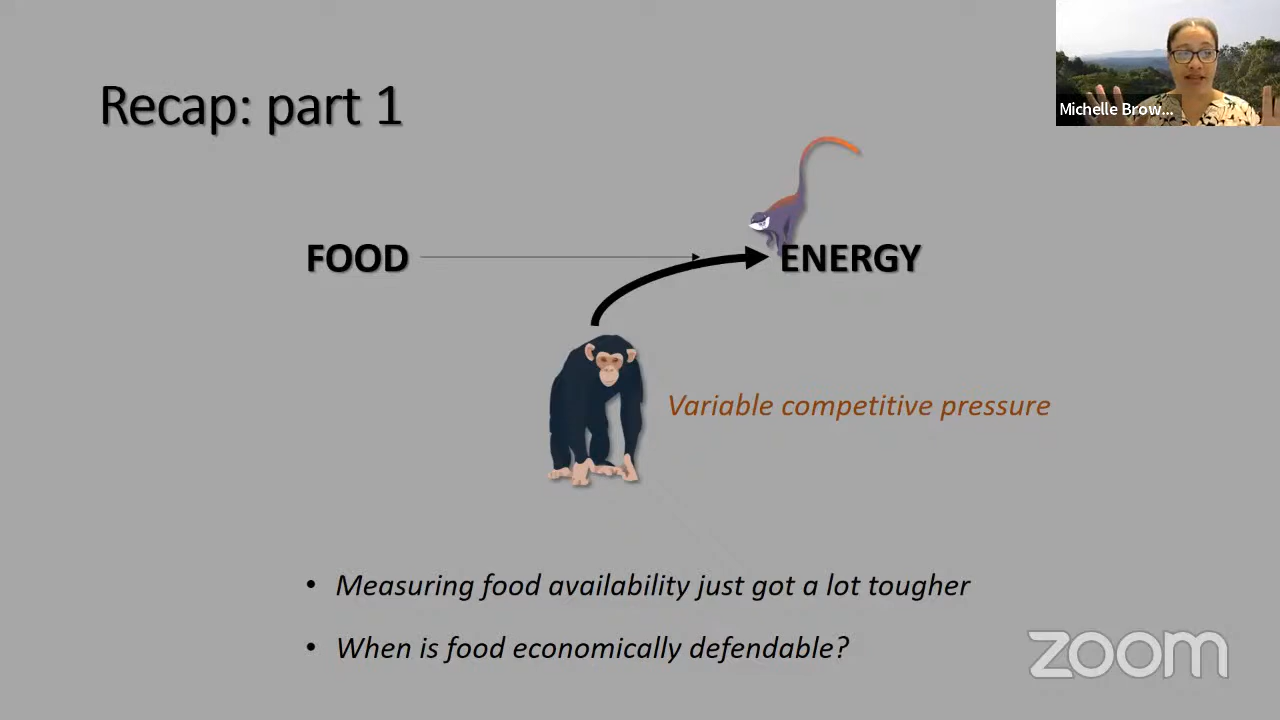 Michelle Brow...
Recap: part 1
FOOD
ENERGY
Variable competitive pressure
• Measuring food availability just got a lot tougher
• When is food economically defendable?
zoom